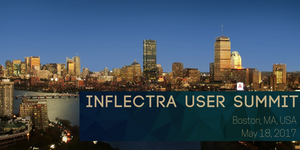 INFLECTRA USER SUMMIT
Boston, MA, USA
May 18, 2017